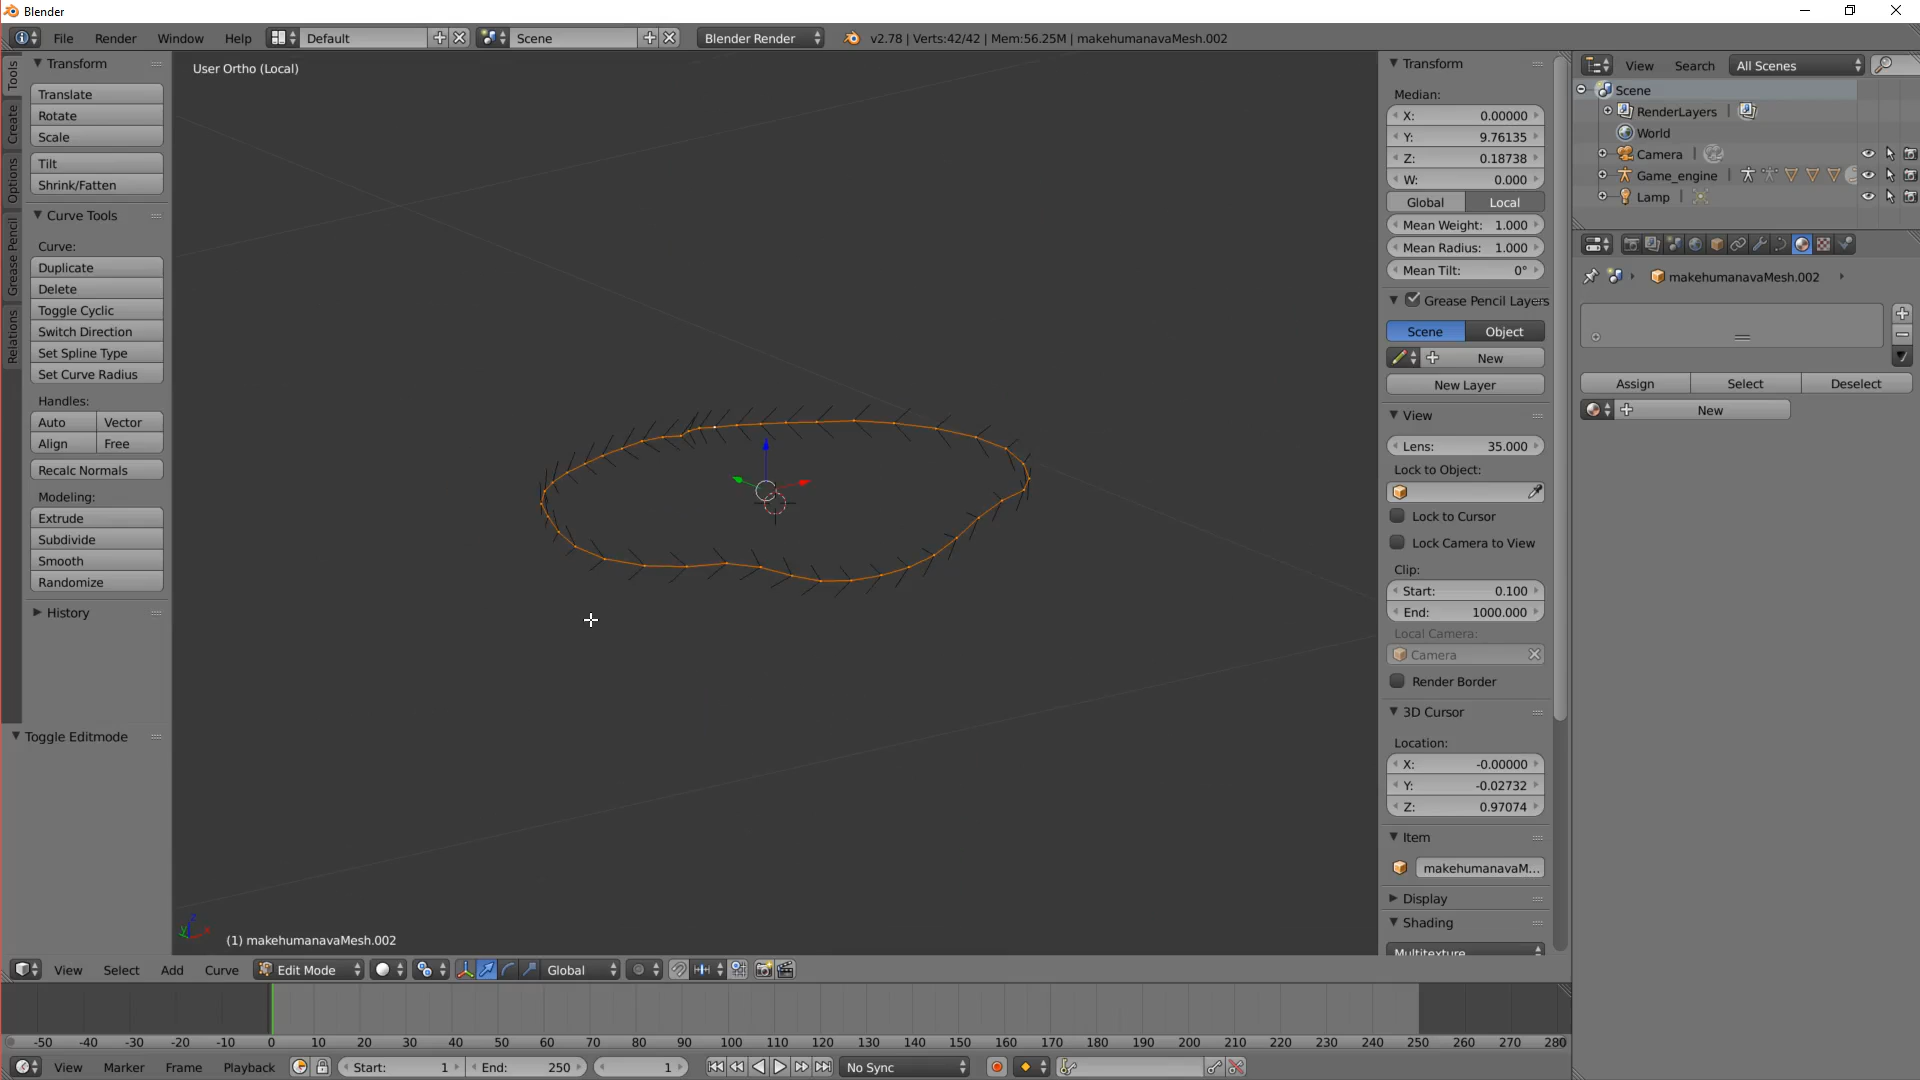 Blender
File Render Window Help Default Scene Blender Render v2.78 | Verts:42/42 | Mem:56.25M | makehumanavaMesh.002
Tools
Create
Options
Grease Pencil
Relations
Transform
Translate
Rotate
Scale
Tilt
Shrink/Fatten
Curve Tools
Curve:
Duplicate
Delete
Toggle Cyclic
Switch Direction
Set Spline Type
Set Curve Radius
Handles:
Auto Vector
Align Free
Recalc Normals
Modeling:
Extrude
Subdivide
Smooth
Randomize
History
Toggle Editmode
User Ortho (Local)
(1) makehumanavaMesh.002
Transform
Median:
X: 0.00000
Y: 9.76135
Z: 0.18738
W: 0.000
Global Local
Mean Weight: 1.000
Mean Radius: 1.000
Mean Tilt: 0°
Grease Pencil Layers
Scene Object
New
New Layer
View
Lens: 35.000
Lock to Object:
Lock to Cursor
Lock Camera to View
Clip:
Start: 0.100
End: 1000.000
Local Camera:
Camera
Render Border
3D Cursor
Location:
X: -0.00000
Y: -0.02732
Z: 0.97074
Item
makehumanavaM...
Display
Shading
Multitexture
View Search All Scenes
Scene
RenderLayers |
World
Camera |
Game_engine |
Lamp |
makehumanavaMesh.002
Assign Select Deselect
New
View Select Add Curve Edit Mode Global
-50 -40 -30 -20 -10 0 10 20 30 40 50 60 70 80 90 100 110 120 130 140 150 160 170 180 190 200 210 220 230 240 250 260 270 280
View Marker Frame Playback Start: 1 End: 250 1 No Sync